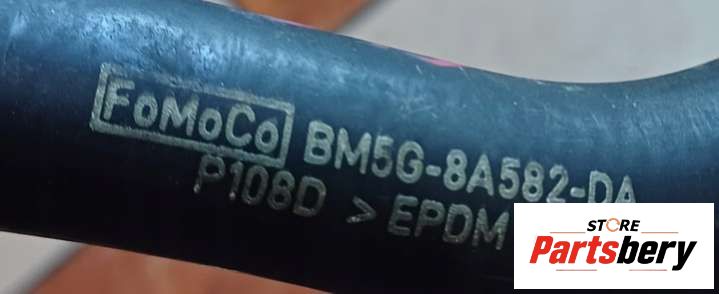 FoMoCo BM5G-8A582-DA
P108D > EPDM
STORE
Partsbery